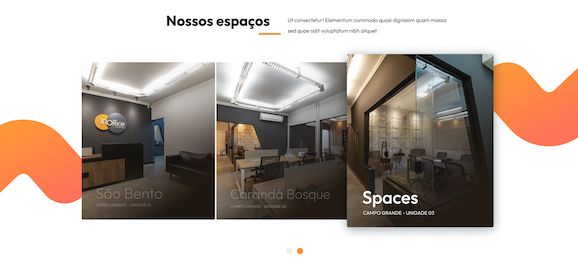 Nossos espaços
Ut consectetur! Elementum commodo quasi dignissim quam massa
sed quae odit voluptatum nibh aliquet
Office
São Bento
CAMPO GRANDE - UNIDADE 01
Carandá Bosque
CAMPO GRANDE - UNIDADE
Spaces
CAMPO GRANDE - UNIDADE 03